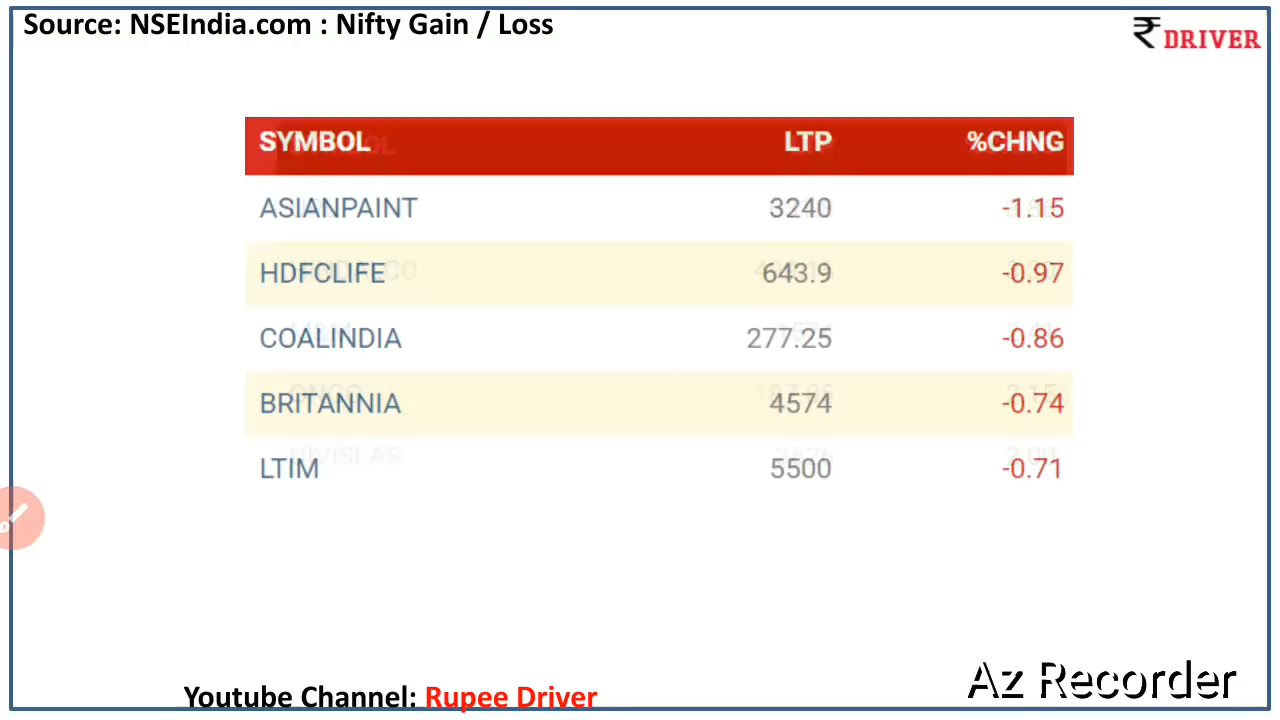 Source: NSEIndia.com : Nifty Gain / Loss
₹ DRIVER
SYMBOL LTP %CHNG
ASIANPAINT 3240 -1.15
HDFCLIFE 643.9 -0.97
COALINDIA 277.25 -0.86
BRITANNIA 4574 -0.74
LTIM 5500 -0.71
Az Recorder
Youtube Channel: Rupee Driver